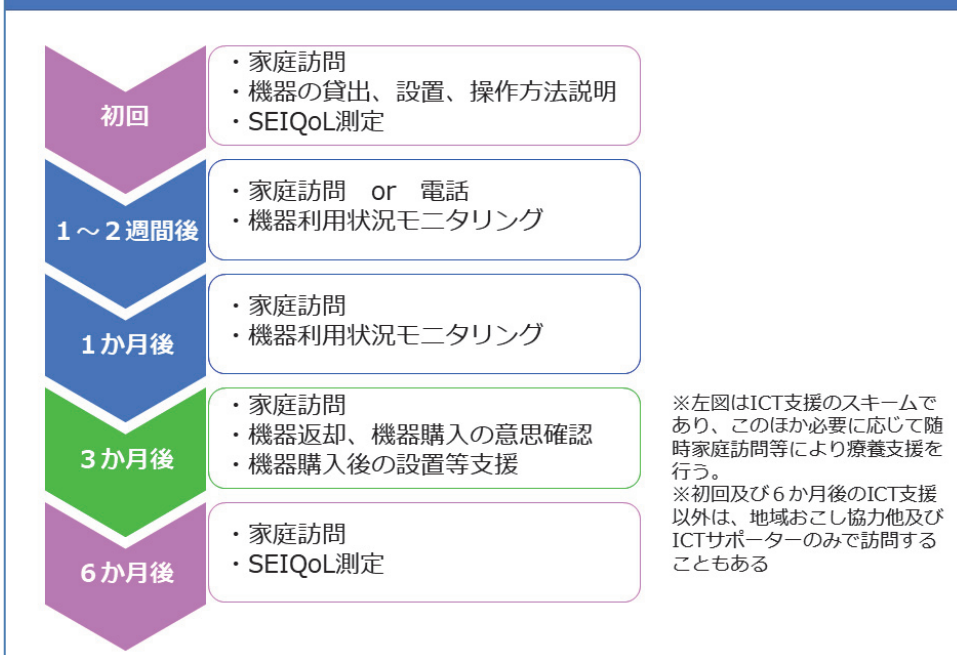 初回
・家庭訪問
・機器の貸出、設置、操作方法説明
・SEIQoL測定
1~2週間後
・家庭訪問 or 電話
・機器利用状況モニタリング
1か月後
・家庭訪問
・機器利用状況モニタリング
3か月後
・家庭訪問
・機器返却、機器購入の意思確認
・機器購入後の設置等支援
6か月後
・家庭訪問
・SEIQoL測定
※左図はICT支援のスキームで
あり、このほか必要に応じて随
時家庭訪問等により療養支援を
行う。
※初回及び6か月後のICT支援
以外は、地域おこし協力他及び
ICTサポーターのみで訪問する
こともある